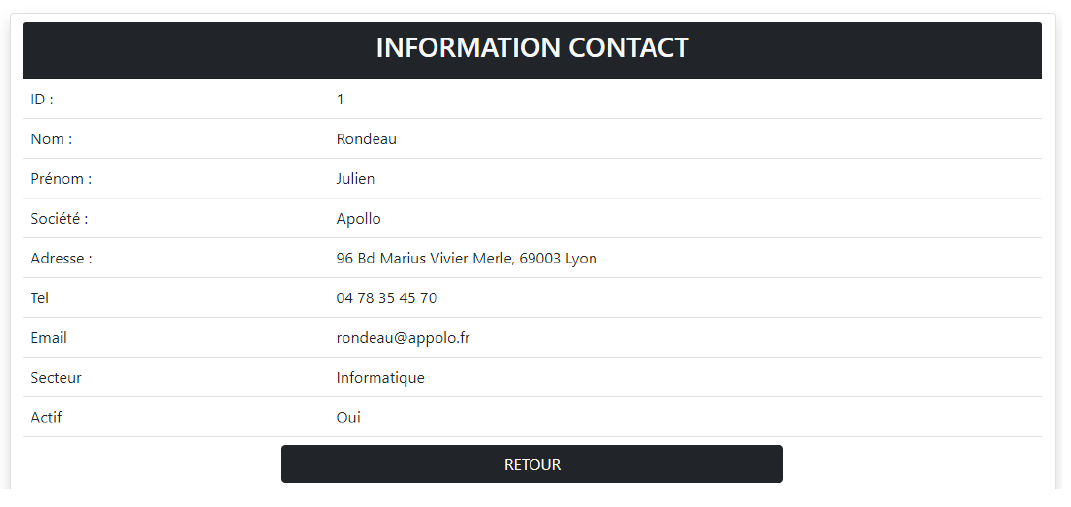 INFORMATION CONTACT
ID : 1
Nom : Rondeau
Prénom : Julien
Société : Apollo
Adresse : 96 Bd Marius Vivier Merle, 69003 Lyon
Tel 04 78 35 45 70
Email rondeau@appolo.fr
Secteur Informatique
Actif Oui
RETOUR